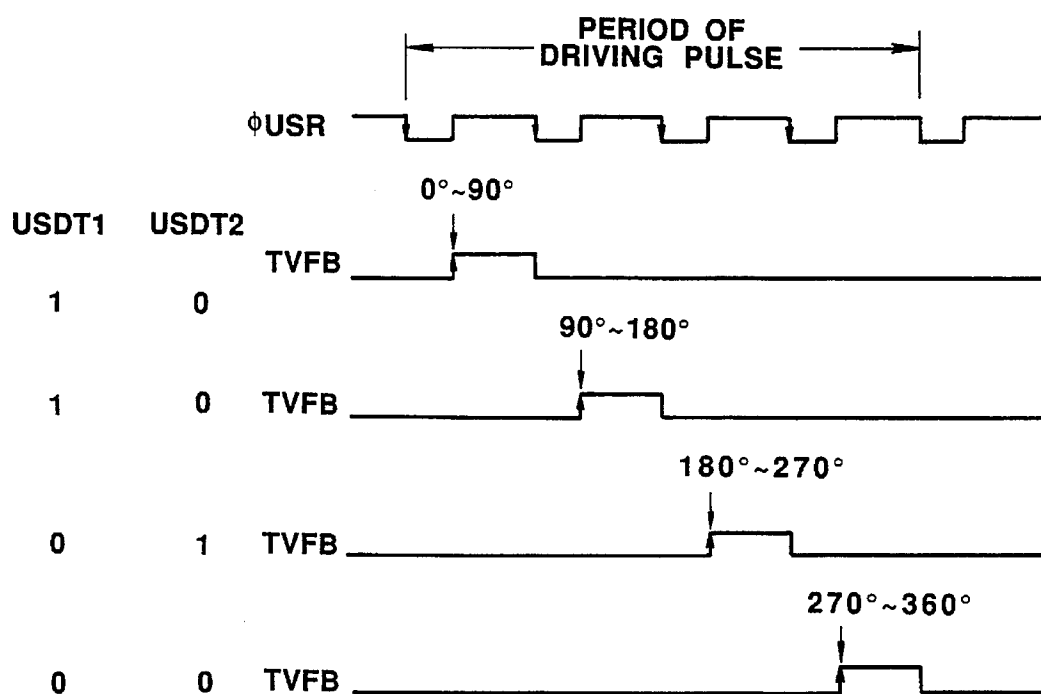 PERIOD OF
DRIVING PULSE
φUSR
0°~90°
USDT1 USDT2 TVFB
1 0
90°~180°
1 0 TVFB
180°~270°
0 1 TVFB
270°~360°
0 0 TVFB